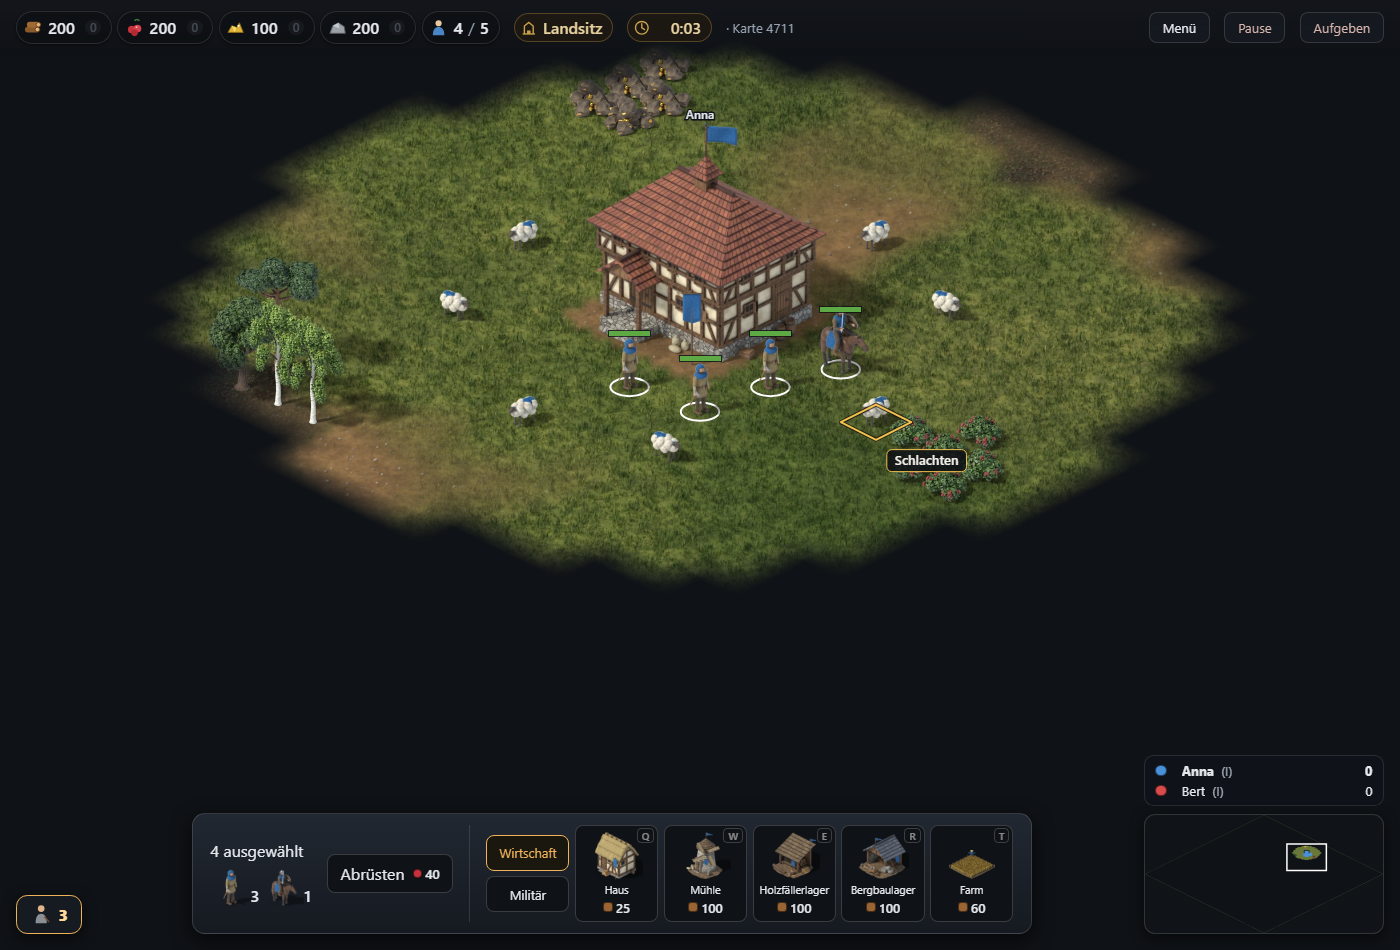 200 0 200 0 100 0 200 0 4 / 5 Landsitz 0:03 · Karte 4711 Menü Pause Aufgeben
Anna
Schlachten
Anna (I) 0
Bert (I) 0
4 ausgewählt
3 1
Abrüsten 40
Wirtschaft
Militär
Q W E R T
Haus Mühle Holzfällerlager Bergbaulager Farm
25 100 100 100 60
3